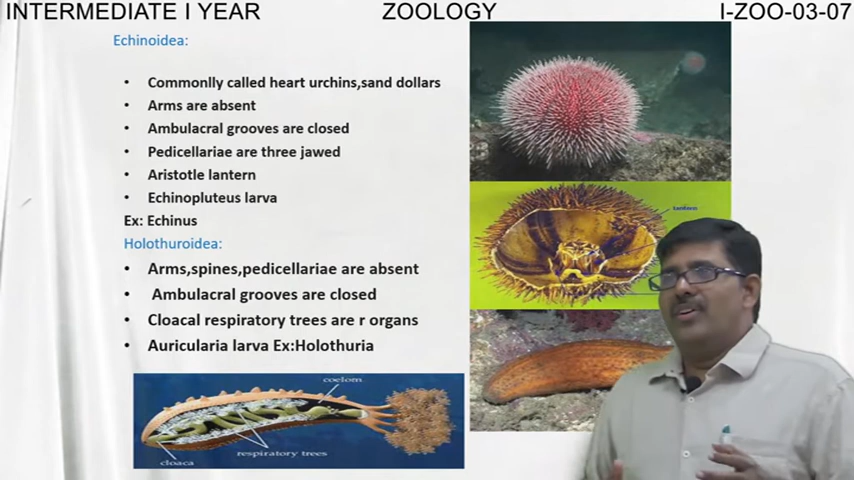 INTERMEDIATE I YEAR ZOOLOGY I-ZOO-03-07
Echinoidea:
• Commonlly called heart urchins,sand dollars
• Arms are absent
• Ambulacral grooves are closed
• Pedicellariae are three jawed
• Aristotle lantern
• Echinopluteus larva
Ex: Echinus
Holothuroidea:
• Arms,spines,pedicellariae are absent
• Ambulacral grooves are closed
• Cloacal respiratory trees are r organs
• Auricularia larva Ex:Holothuria
lantern
coelom
respiratory trees
cloaca